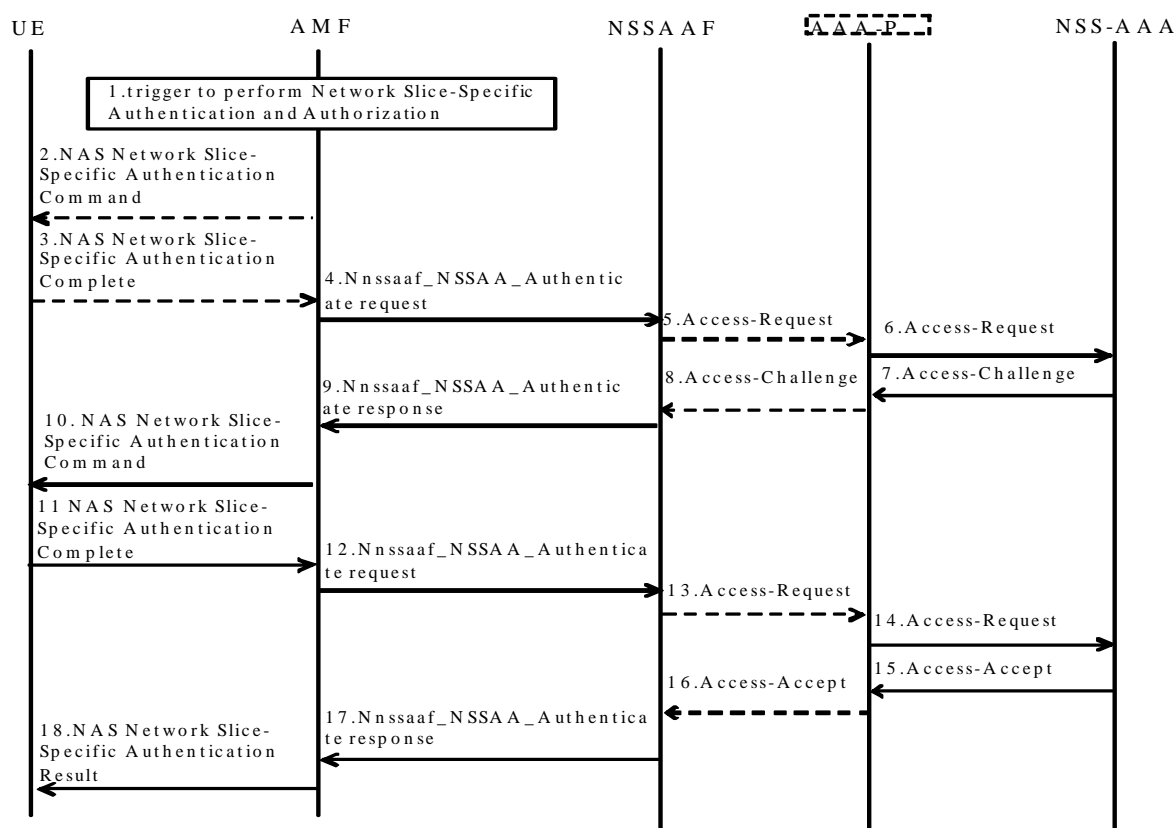 UE AMF NSSAAF AAA-P NSS-AAA
1.trigger to perform Network Slice-Specific
Authentication and Authorization
2.NAS Network Slice-
Specific Authentication
Command
3.NAS Network Slice-
Specific Authentication
Complete
4.Nnssaaf_NSSAA_Authentic
ate request
5.Access-Request
6.Access-Request
7.Access-Challenge
8.Access-Challenge
9.Nnssaaf_NSSAA_Authentic
ate response
10. NAS Network Slice-
Specific Authentication
Command
11 NAS Network Slice-
Specific Authentication
Complete
12.Nnssaaf_NSSAA_Authentica
te request
13.Access-Request
14.Access-Request
15.Access-Accept
16.Access-Accept
17.Nnssaaf_NSSAA_Authentica
te response
18.NAS Network Slice-
Specific Authentication
Result